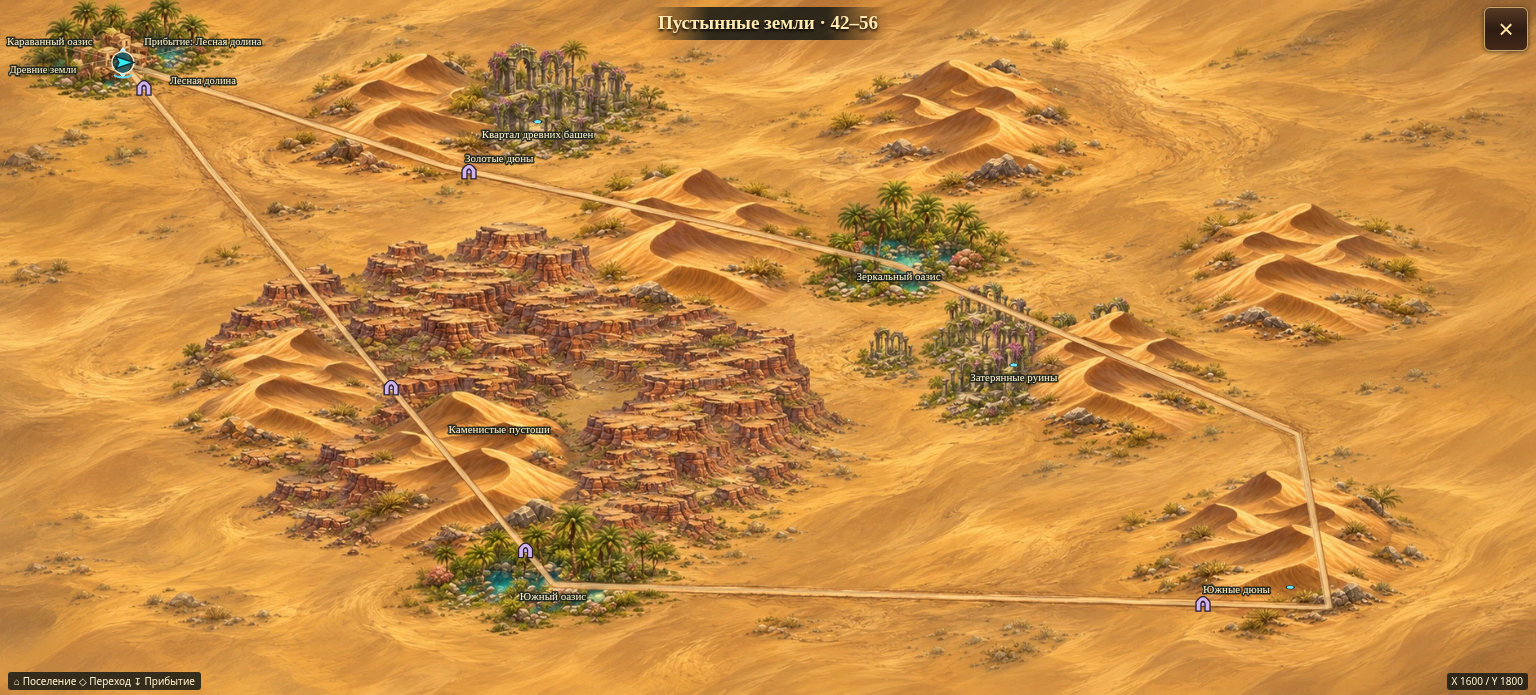 Пустынные земли · 42–56
Караванный оазис
Прибытие: Лесная долина
Древние земли
Лесная долина
Квартал древних башен
Золотые дюны
Зеркальный оазис
Затерянные руины
Каменистые пустоши
Южный оазис
Южные дюны
⌂ Поселение ◇ Переход ↧ Прибытие
X 1600 / Y 1800